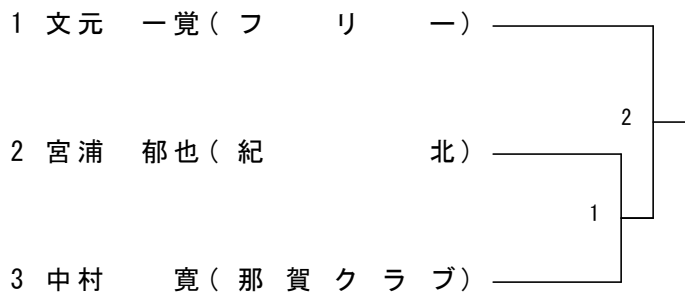 1 文元 一覚(フリー)
2
2 宮浦 郁也(紀北)
1
3 中村 寛(那賀クラブ)